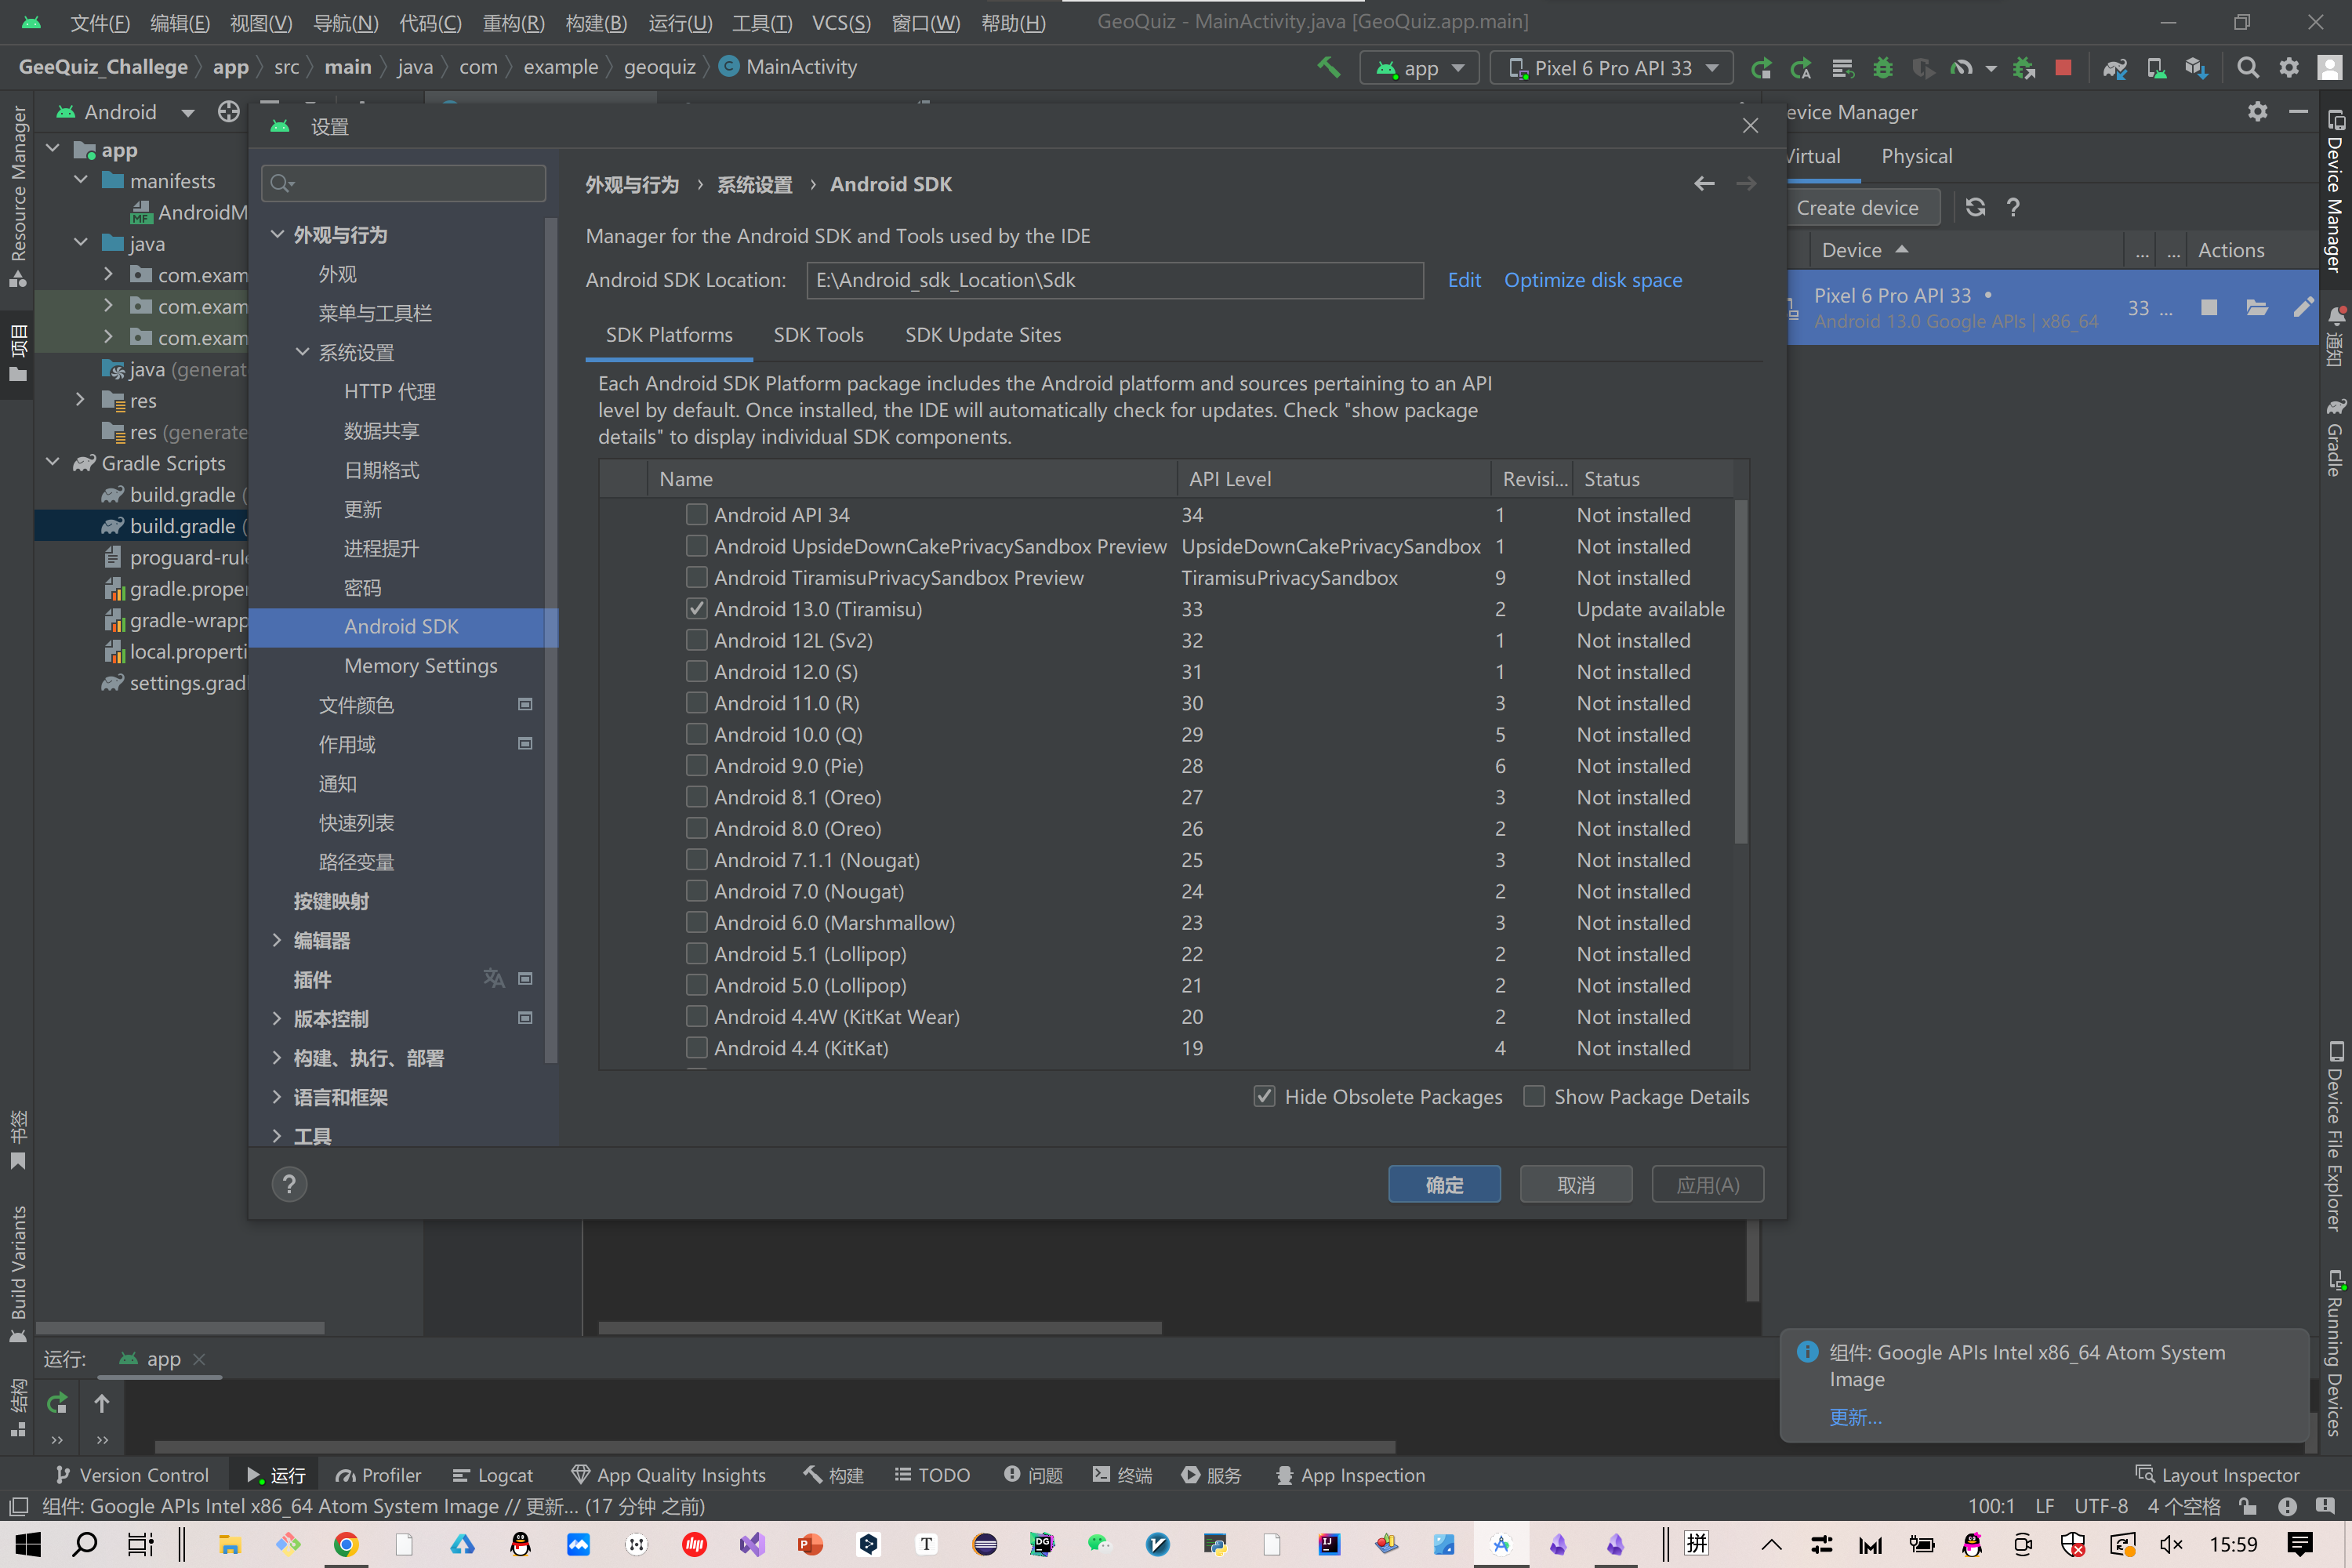 文件(F) 编辑(E) 视图(V) 导航(N) 代码(C) 重构(R) 构建(B) 运行(U) 工具(T) VCS(S) 窗口(W) 帮助(H) GeoQuiz - MainActivity.java [GeoQuiz.app.main]
GeeQuiz_Challege app src main java com example geoquiz MainActivity app Pixel 6 Pro API 33
Resource Manager
项目
书签
Build Variants
结构
Android
app
manifests
AndroidM
java
com.exam
com.exam
com.exam
java (generat
res
res (generate
Gradle Scripts
build.gradle (
build.gradle (
proguard-rul
gradle.proper
gradle-wrapp
local.properti
settings.gradl
设置
外观与行为
外观
菜单与工具栏
系统设置
HTTP 代理
数据共享
日期格式
更新
进程提升
密码
Android SDK
Memory Settings
文件颜色
作用域
通知
快速列表
路径变量
按键映射
编辑器
插件
版本控制
构建、执行、部署
语言和框架
工具
外观与行为 › 系统设置 › Android SDK
Manager for the Android SDK and Tools used by the IDE
Android SDK Location: E:\Android_sdk_Location\Sdk Edit Optimize disk space
SDK Platforms SDK Tools SDK Update Sites
Each Android SDK Platform package includes the Android platform and sources pertaining to an API
level by default. Once installed, the IDE will automatically check for updates. Check "show package
details" to display individual SDK components.
Name API Level Revisi... Status
Android API 34 34 1 Not installed
Android UpsideDownCakePrivacySandbox Preview UpsideDownCakePrivacySandbox 1 Not installed
Android TiramisuPrivacySandbox Preview TiramisuPrivacySandbox 9 Not installed
Android 13.0 (Tiramisu) 33 2 Update available
Android 12L (Sv2) 32 1 Not installed
Android 12.0 (S) 31 1 Not installed
Android 11.0 (R) 30 3 Not installed
Android 10.0 (Q) 29 5 Not installed
Android 9.0 (Pie) 28 6 Not installed
Android 8.1 (Oreo) 27 3 Not installed
Android 8.0 (Oreo) 26 2 Not installed
Android 7.1.1 (Nougat) 25 3 Not installed
Android 7.0 (Nougat) 24 2 Not installed
Android 6.0 (Marshmallow) 23 3 Not installed
Android 5.1 (Lollipop) 22 2 Not installed
Android 5.0 (Lollipop) 21 2 Not installed
Android 4.4W (KitKat Wear) 20 2 Not installed
Android 4.4 (KitKat) 19 4 Not installed
Hide Obsolete Packages Show Package Details
? 确定 取消 应用(A)
evice Manager
Virtual Physical
Create device ?
Device ... ... Actions
Pixel 6 Pro API 33 33 ...
Android 13.0 Google APIs | x86_64
Device Manager
通知
Gradle
Device File Explorer
Running Devices
运行: app
组件: Google APIs Intel x86_64 Atom System
Image
更新...
Version Control 运行 Profiler Logcat App Quality Insights 构建 TODO 问题 终端 服务 App Inspection Layout Inspector
组件: Google APIs Intel x86_64 Atom System Image // 更新... (17 分钟 之前) 100:1 LF UTF-8 4 个空格
拼 15:59